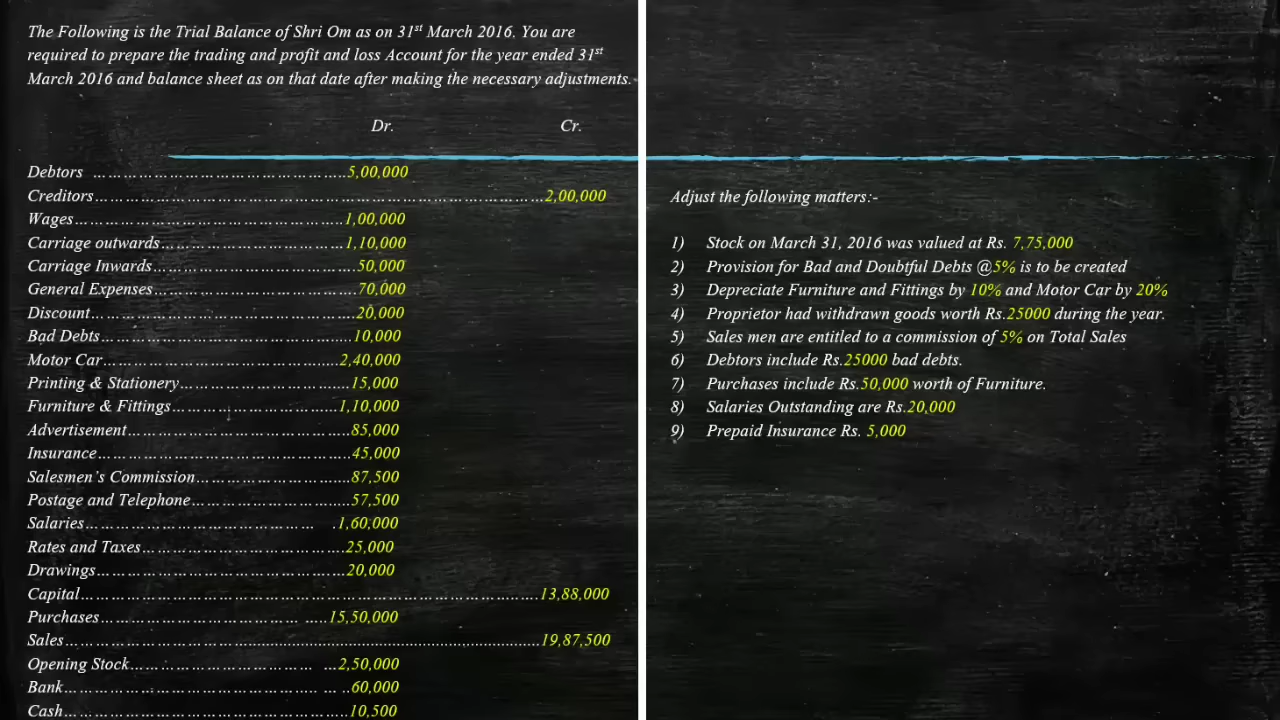 The Following is the Trial Balance of Shri Om as on 31st March 2016. You are
required to prepare the trading and profit and loss Account for the year ended 31st
March 2016 and balance sheet as on that date after making the necessary adjustments.
Dr. Cr.
Debtors ……………………………………………5,00,000
Creditors………………………………………………………………………………2,00,000
Wages………………………………………………1,00,000
Carriage outwards………………………………1,10,000
Carriage Inwards…………………………………50,000
General Expenses…………………………………70,000
Discount……………………………………………20,000
Bad Debts……………………………………………10,000
Motor Car…………………………………………2,40,000
Printing & Stationery……………………………15,000
Furniture & Fittings……………………………1,10,000
Advertisement………………………………………85,000
Insurance……………………………………………45,000
Salesmen's Commission…………………………87,500
Postage and Telephone…………………………57,500
Salaries……………………………………… .1,60,000
Rates and Taxes……………………………………25,000
Drawings……………………………………………20,000
Capital…………………………………………………………………………………13,88,000
Purchases……………………………… ……15,50,000
Sales……………………………………………………………………………………19,87,500
Opening Stock………………………………… …2,50,000
Bank………………………………………… … ..60,000
Cash…………………………………………………10,500
Adjust the following matters:-
1) Stock on March 31, 2016 was valued at Rs. 7,75,000
2) Provision for Bad and Doubtful Debts @5% is to be created
3) Depreciate Furniture and Fittings by 10% and Motor Car by 20%
4) Proprietor had withdrawn goods worth Rs.25000 during the year.
5) Sales men are entitled to a commission of 5% on Total Sales
6) Debtors include Rs.25000 bad debts.
7) Purchases include Rs.50,000 worth of Furniture.
8) Salaries Outstanding are Rs.20,000
9) Prepaid Insurance Rs. 5,000